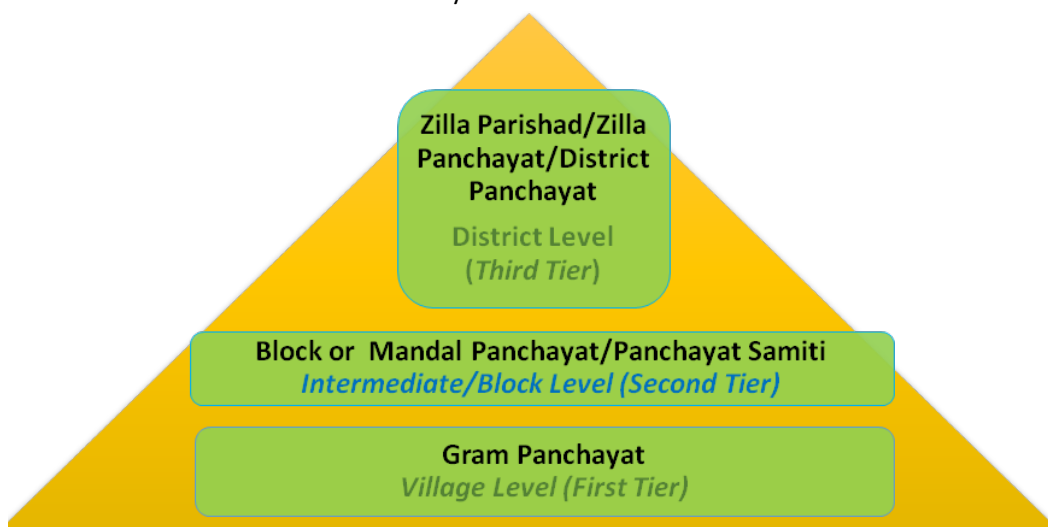 Zilla Parishad/Zilla
Panchayat/District
Panchayat
District Level
(Third Tier)
Block or Mandal Panchayat/Panchayat Samiti
Intermediate/Block Level (Second Tier)
Gram Panchayat
Village Level (First Tier)